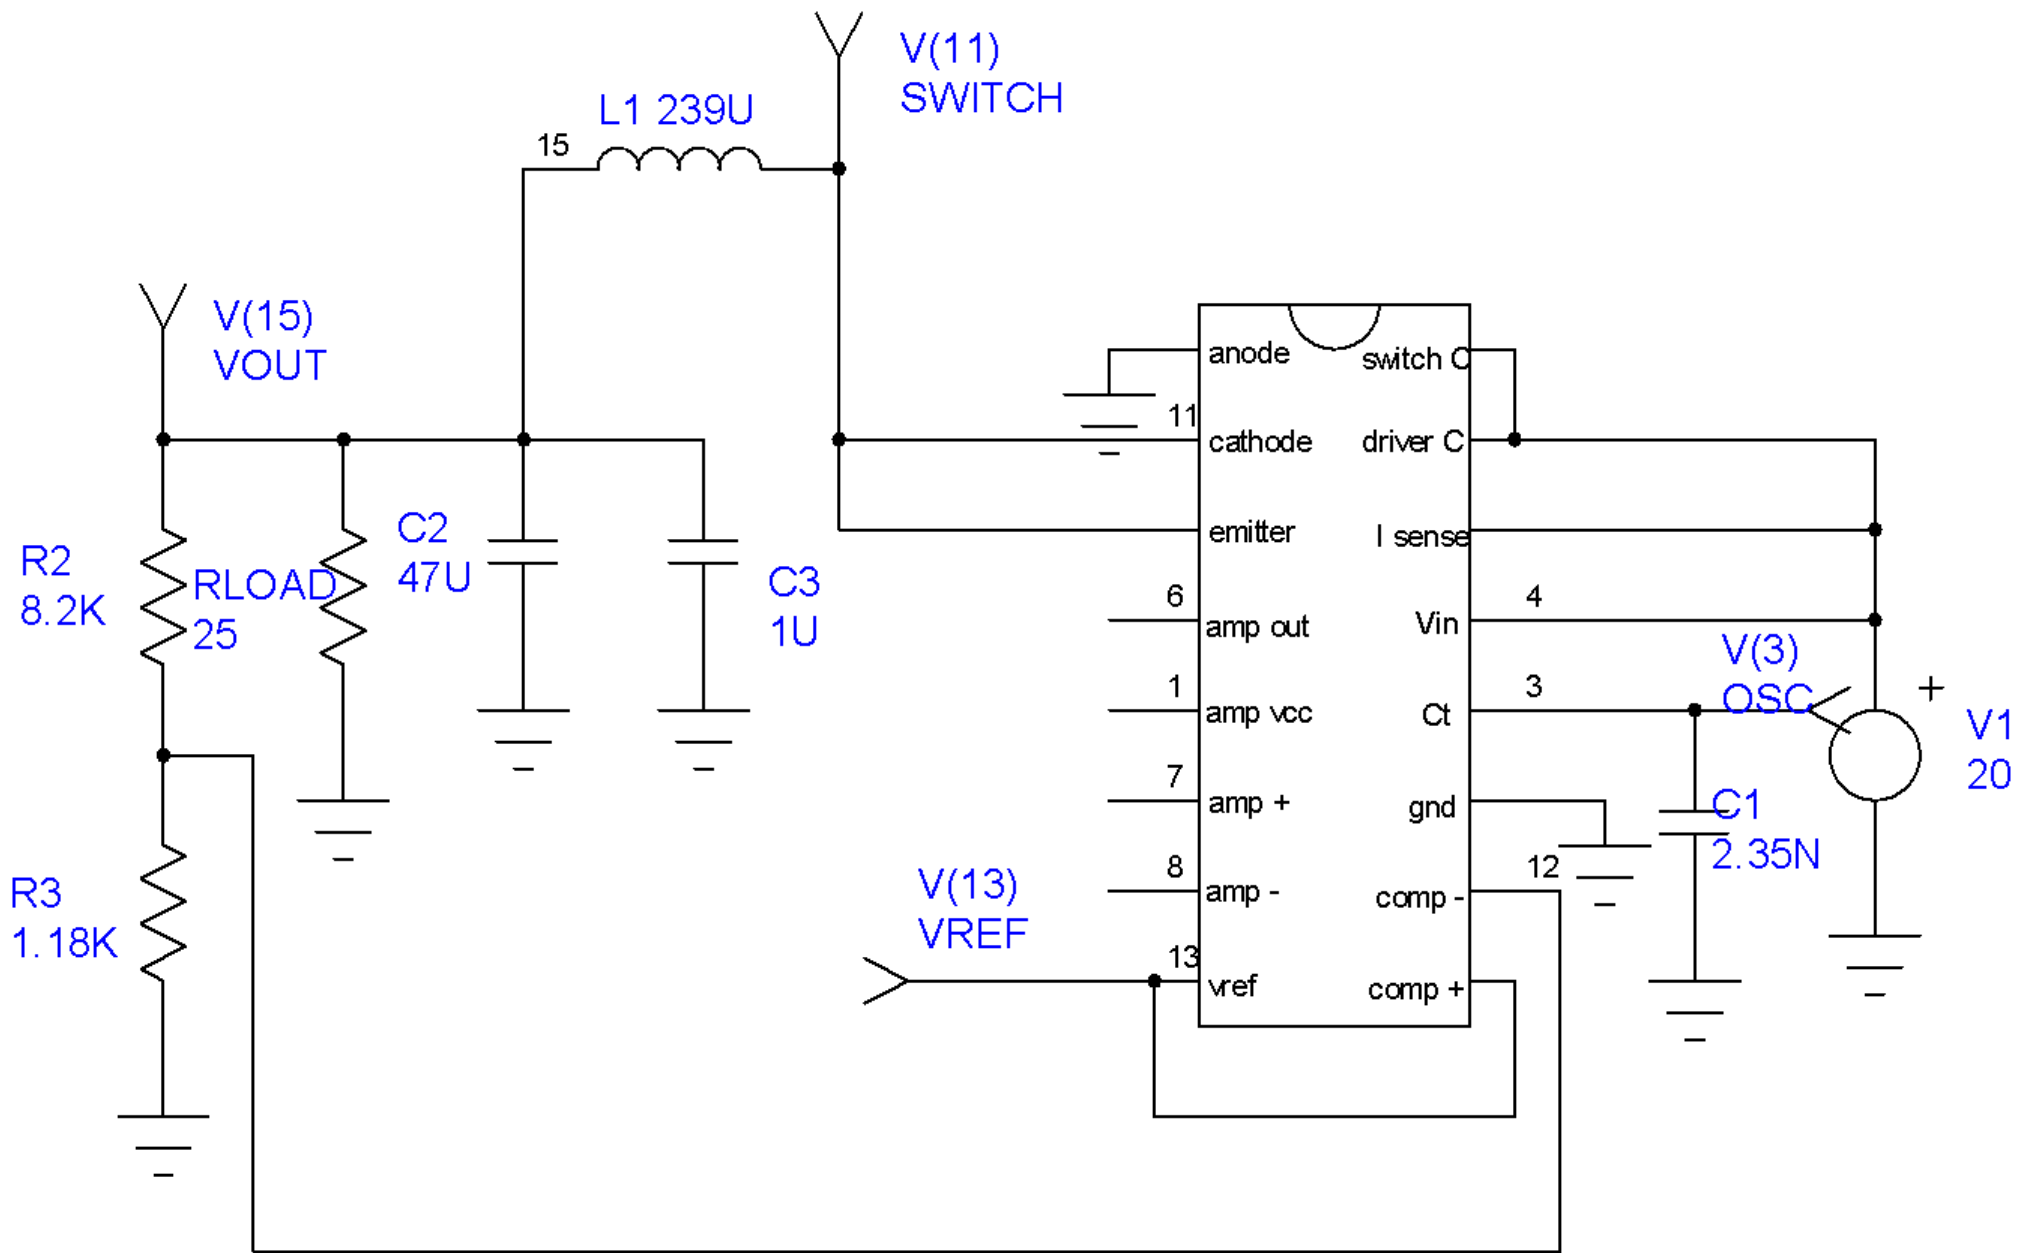 V(11)
SWITCH
L1 239U
15
V(15)
VOUT
anode
switch C
11
cathode
driver C
R2
8.2K
RLOAD
25
C2
47U
C3
1U
emitter
I sense
6
amp out
4
Vin
1
amp vcc
3
Ct
V(3)
OSC
+
V1
20
7
amp +
gnd
C1
2.35N
8
amp -
12
comp -
R3
1.18K
V(13)
VREF
13
vref
comp +